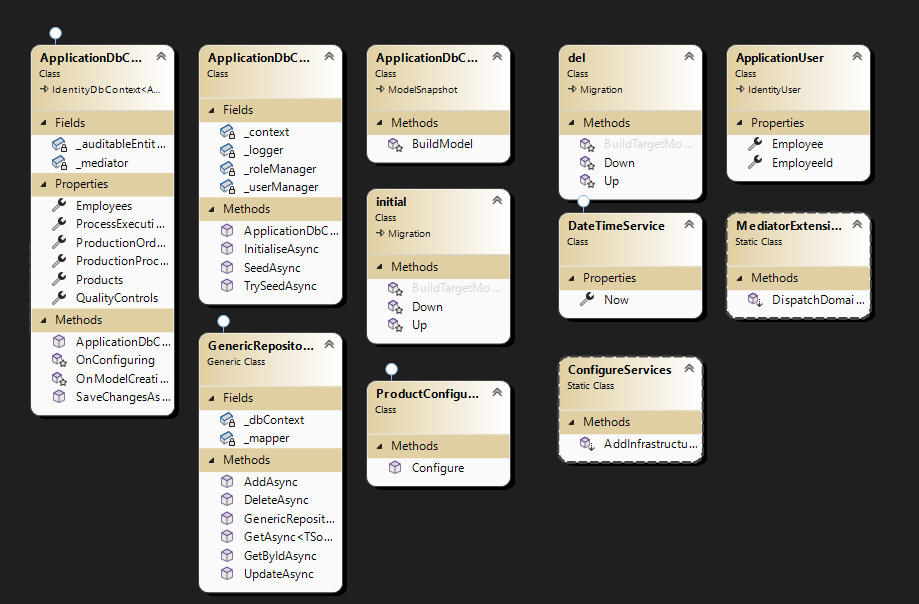 ApplicationDbC...
Class
IdentityDbContext<A...
Fields
_auditableEntit...
_mediator
Properties
Employees
ProcessExecuti...
ProductionOrd...
ProductionProc...
Products
QualityControls
Methods
ApplicationDbC...
OnConfiguring
OnModelCreati...
SaveChangesAs...
ApplicationDbC...
Class
Fields
_context
_logger
_roleManager
_userManager
Methods
ApplicationDbC...
InitialiseAsync
SeedAsync
TrySeedAsync
GenericReposito...
Generic Class
Fields
_dbContext
_mapper
Methods
AddAsync
DeleteAsync
GenericReposit...
GetAsync<TSo...
GetByIdAsync
UpdateAsync
ApplicationDbC...
Class
ModelSnapshot
Methods
BuildModel
initial
Class
Migration
Methods
BuildTargetMo...
Down
Up
ProductConfigu...
Class
Methods
Configure
del
Class
Migration
Methods
BuildTargetMo...
Down
Up
DateTimeService
Class
Properties
Now
ConfigureServices
Static Class
Methods
AddInfrastructu...
ApplicationUser
Class
IdentityUser
Properties
Employee
EmployeeId
MediatorExtensi...
Static Class
Methods
DispatchDomai...